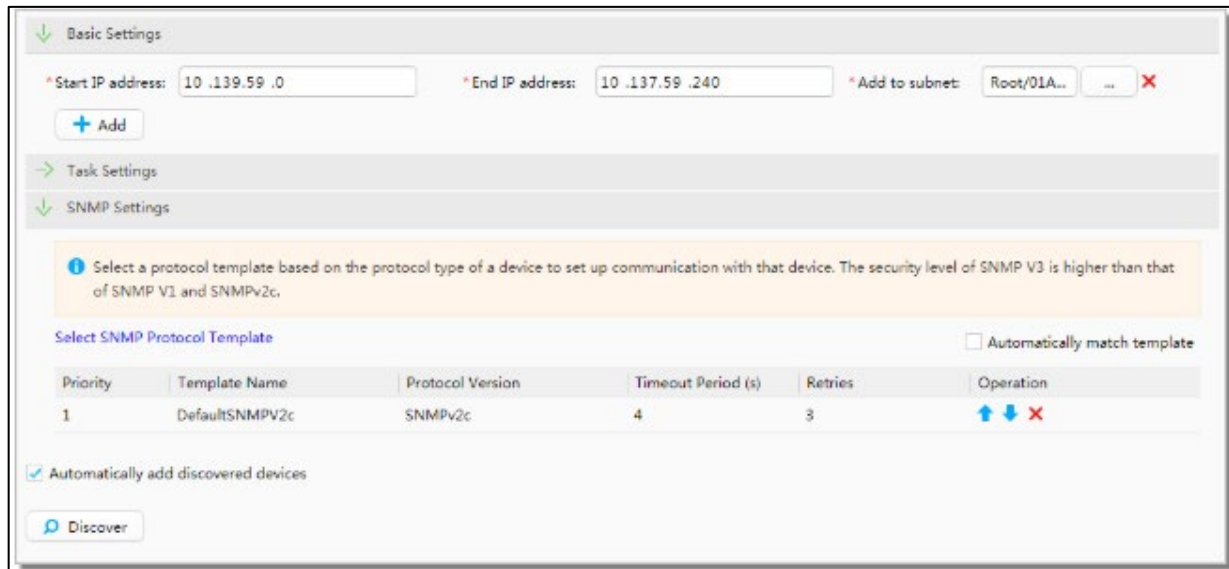 Basic Settings
*Start IP address: 10 .139.59 .0 *End IP address: 10 .137.59 .240 *Add to subnet: Root/01A... ...
Add
Task Settings
SNMP Settings
Select a protocol template based on the protocol type of a device to set up communication with that device. The security level of SNMP V3 is higher than that
of SNMP V1 and SNMPv2c.
Select SNMP Protocol Template Automatically match template
Priority Template Name Protocol Version Timeout Period (s) Retries Operation
1 DefaultSNMPV2c SNMPv2c 4 3
Automatically add discovered devices
Discover